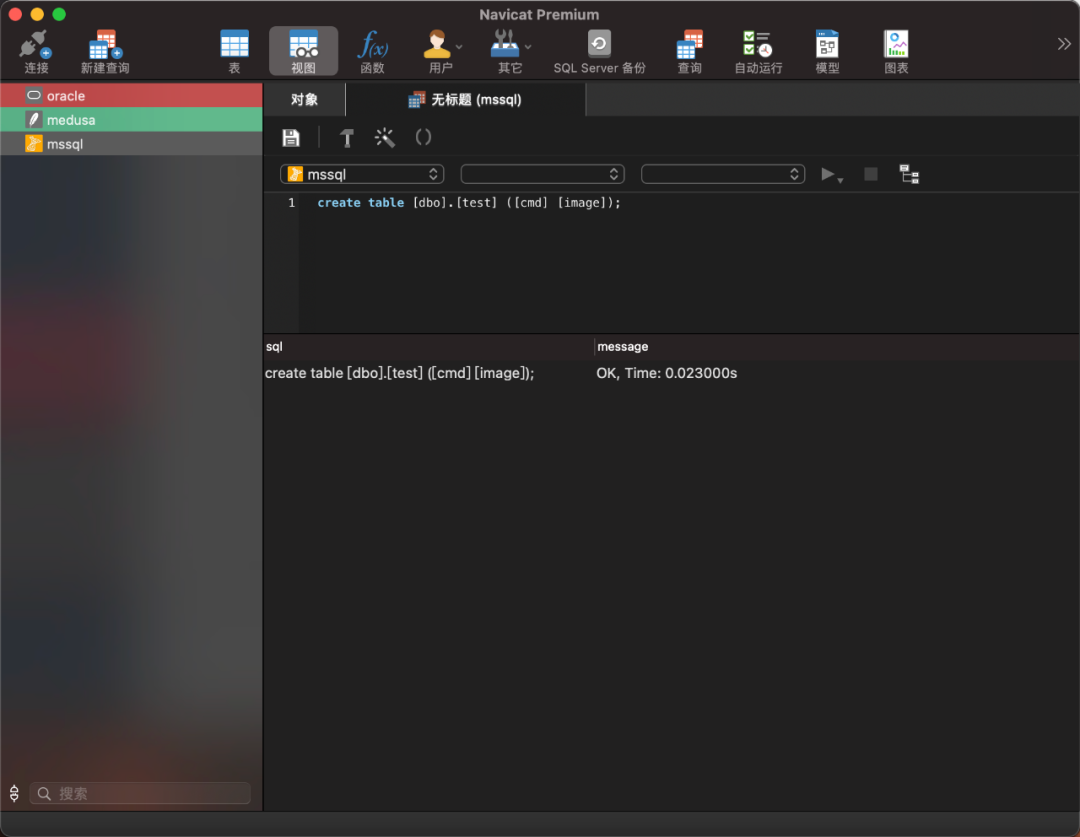 Navicat Premium
连接
新建查询
表
视图
函数
用户
其它
SQL Server 备份
查询
自动运行
模型
图表
oracle
medusa
mssql
对象
无标题 (mssql)
mssql
1 create table [dbo].[test] ([cmd] [image]);
sql message
create table [dbo].[test] ([cmd] [image]); OK, Time: 0.023000s
搜索